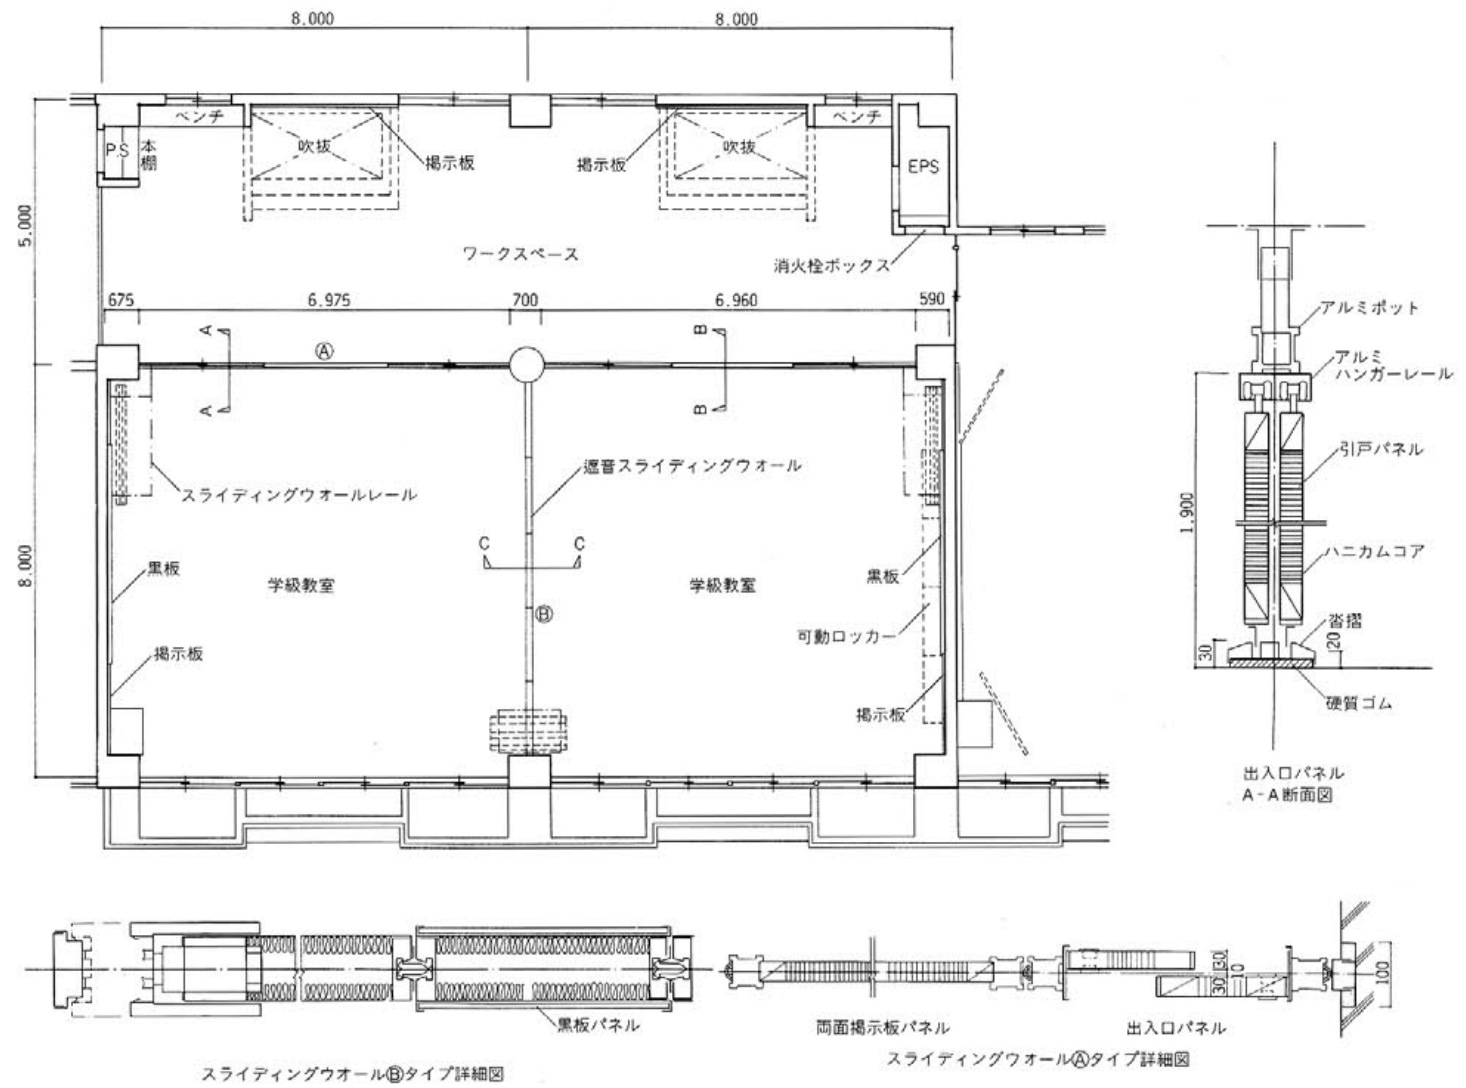 8.000
8.000
ベンチ
ベンチ
P.S
本棚
吹抜
掲示板
掲示板
吹抜
EPS
5.000
ワークスペース
消火栓ボックス
675
6.975
700
6.960
590
A
Ⓐ
B
A
B
アルミポット
アルミ
ハンガーレール
引戸パネル
1.900
ハニカムコア
沓摺
30
20
硬質ゴム
出入口パネル
A-A断面図
スライディングウオールレール
遮音スライディングウオール
C
C
8.000
黒板
学級教室
学級教室
黒板
Ⓑ
可動ロッカー
掲示板
掲示板
黒板パネル
スライディングウオールⒷタイプ詳細図
両面掲示板パネル
30
10
30
100
出入口パネル
スライディングウオールⒶタイプ詳細図